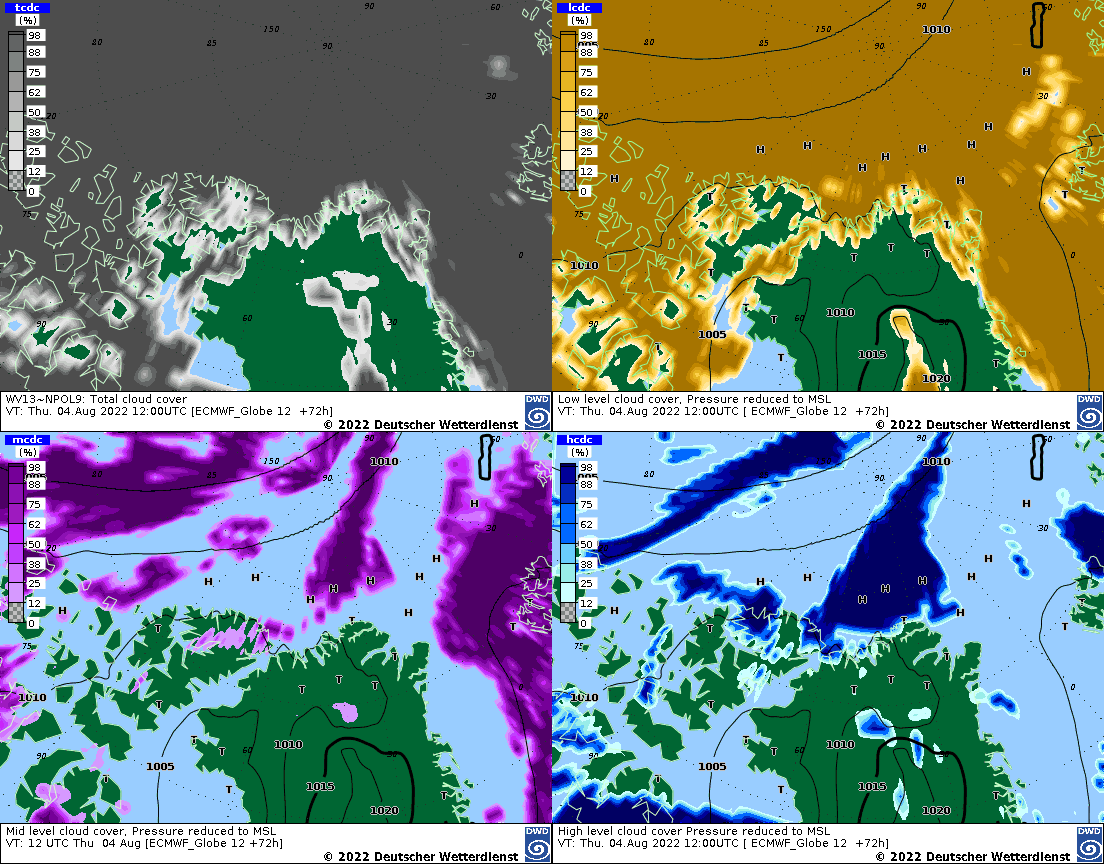 tcdc
(%)
98
88
75
62
50
38
25
12
0
80
85
150
90
90
20
30
75
0
60
30
90
60
WV13~NPOL9: Total cloud cover
VT: Thu. 04.Aug 2022 12:00UTC [ECMWF_Globe 12 +72h]
© 2022 Deutscher Wetterdienst
DWD
lcdc
(%)
98
88
75
62
50
38
25
12
0
80
85
150
90
90
1010
60
30
20
H
H
H
H
H
H
H
H
H
H
T
T
T
T
T
T
T
T
T
T
T
T
T
T
75
0
1010
90
60
30
1005
1010
1015
1020
Low level cloud cover, Pressure reduced to MSL
VT: Thu. 04.Aug 2022 12:00UTC [ ECMWF_Globe 12 +72h]
© 2022 Deutscher Wetterdienst
DWD
mcdc
(%)
98
88
75
62
50
38
25
12
0
80
85
150
90
90
1010
60
30
20
H
H
H
H
H
H
H
H
H
T
T
T
T
T
T
T
T
T
T
T
T
T
T
75
0
1010
90
60
30
1005
1010
1015
1020
Mid level cloud cover, Pressure reduced to MSL
VT: 12 UTC Thu 04 Aug [ECMWF_Globe 12 +72h]
© 2022 Deutscher Wetterdienst
DWD
hcdc
(%)
98
88
75
62
50
38
25
12
0
80
85
150
90
90
1010
60
30
20
H
H
H
H
H
H
H
H
H
H
T
T
T
T
T
T
T
T
T
T
T
T
T
75
0
1010
90
60
30
1005
1010
1015
1020
High level cloud cover Pressure reduced to MSL
VT: Thu. 04.Aug 2022 12:00UTC [ ECMWF_Globe 12 +72h]
© 2022 Deutscher Wetterdienst
DWD